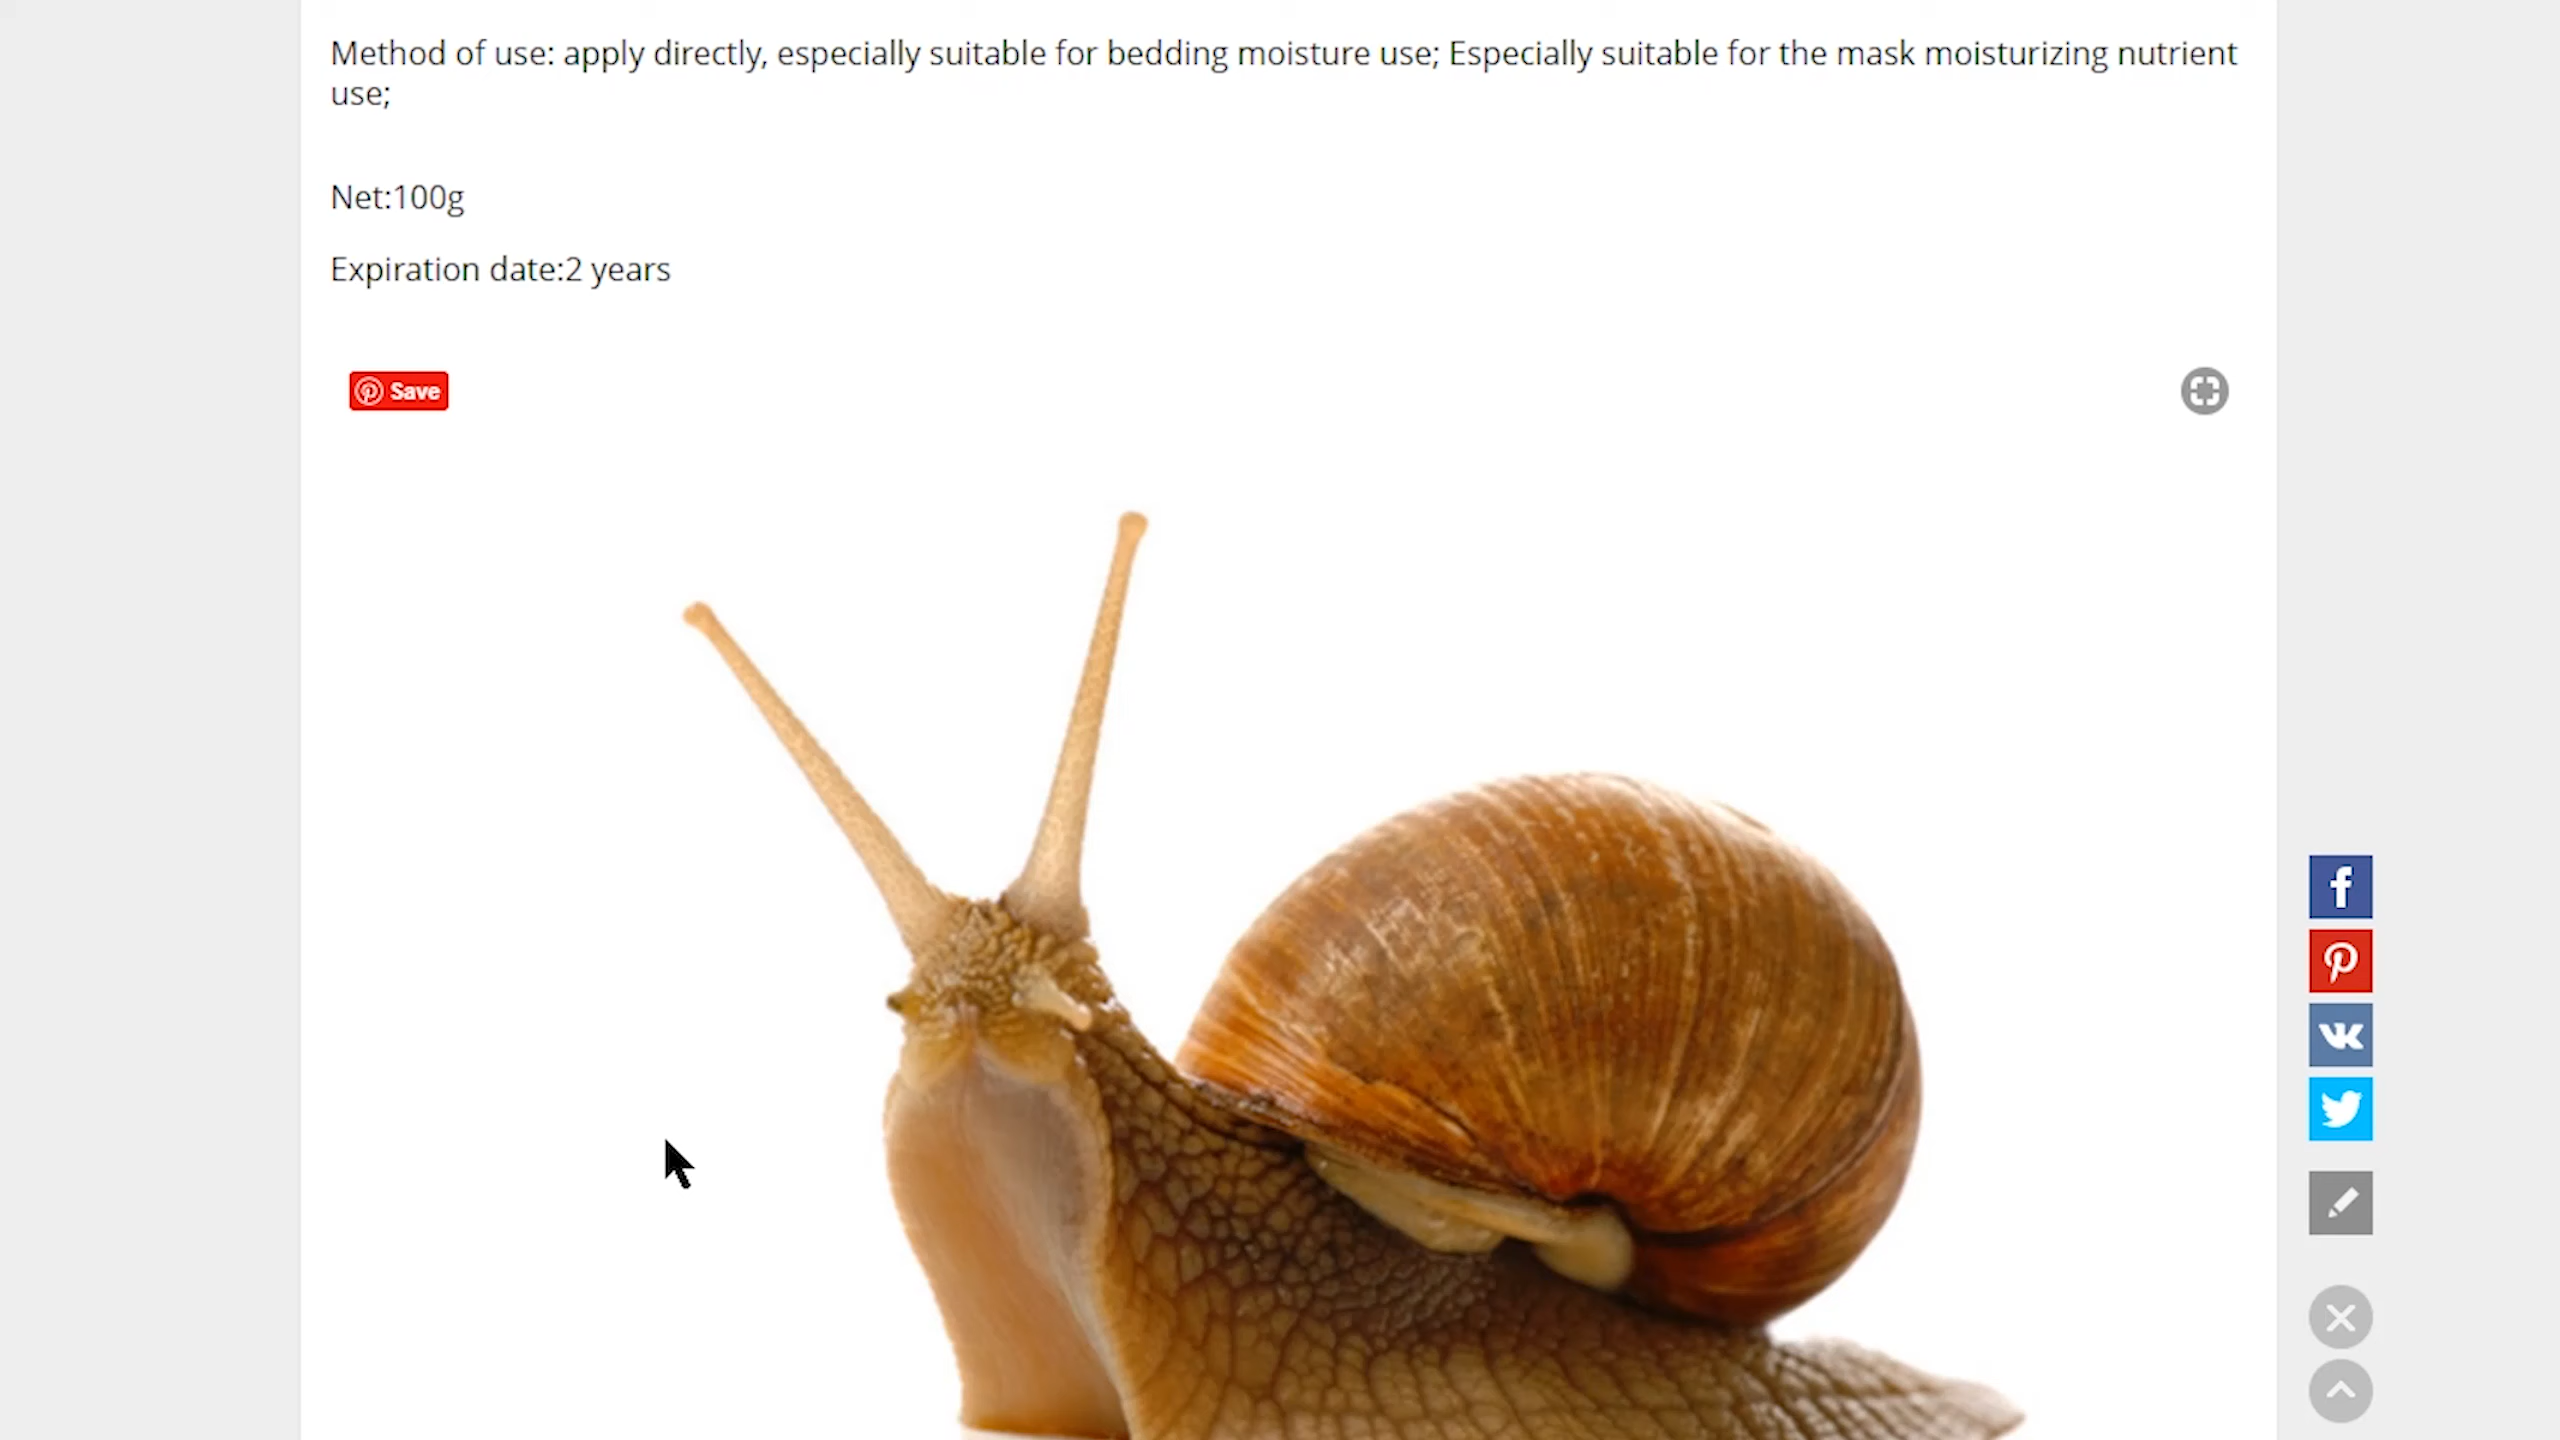 Method of use: apply directly, especially suitable for bedding moisture use; Especially suitable for the mask moisturizing nutrient
use;
Net:100g
Expiration date:2 years
Save